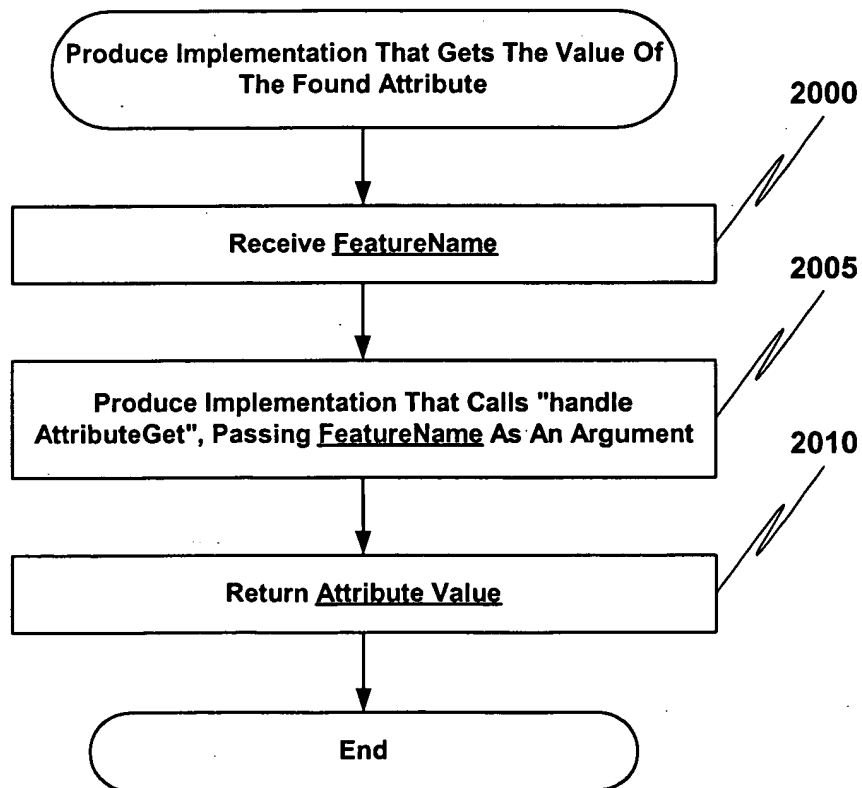 Produce Implementation That Gets The Value Of
The Found Attribute
2000
Receive FeatureName
2005
Produce Implementation That Calls "handle
AttributeGet", Passing FeatureName As An Argument
2010
Return Attribute Value
End